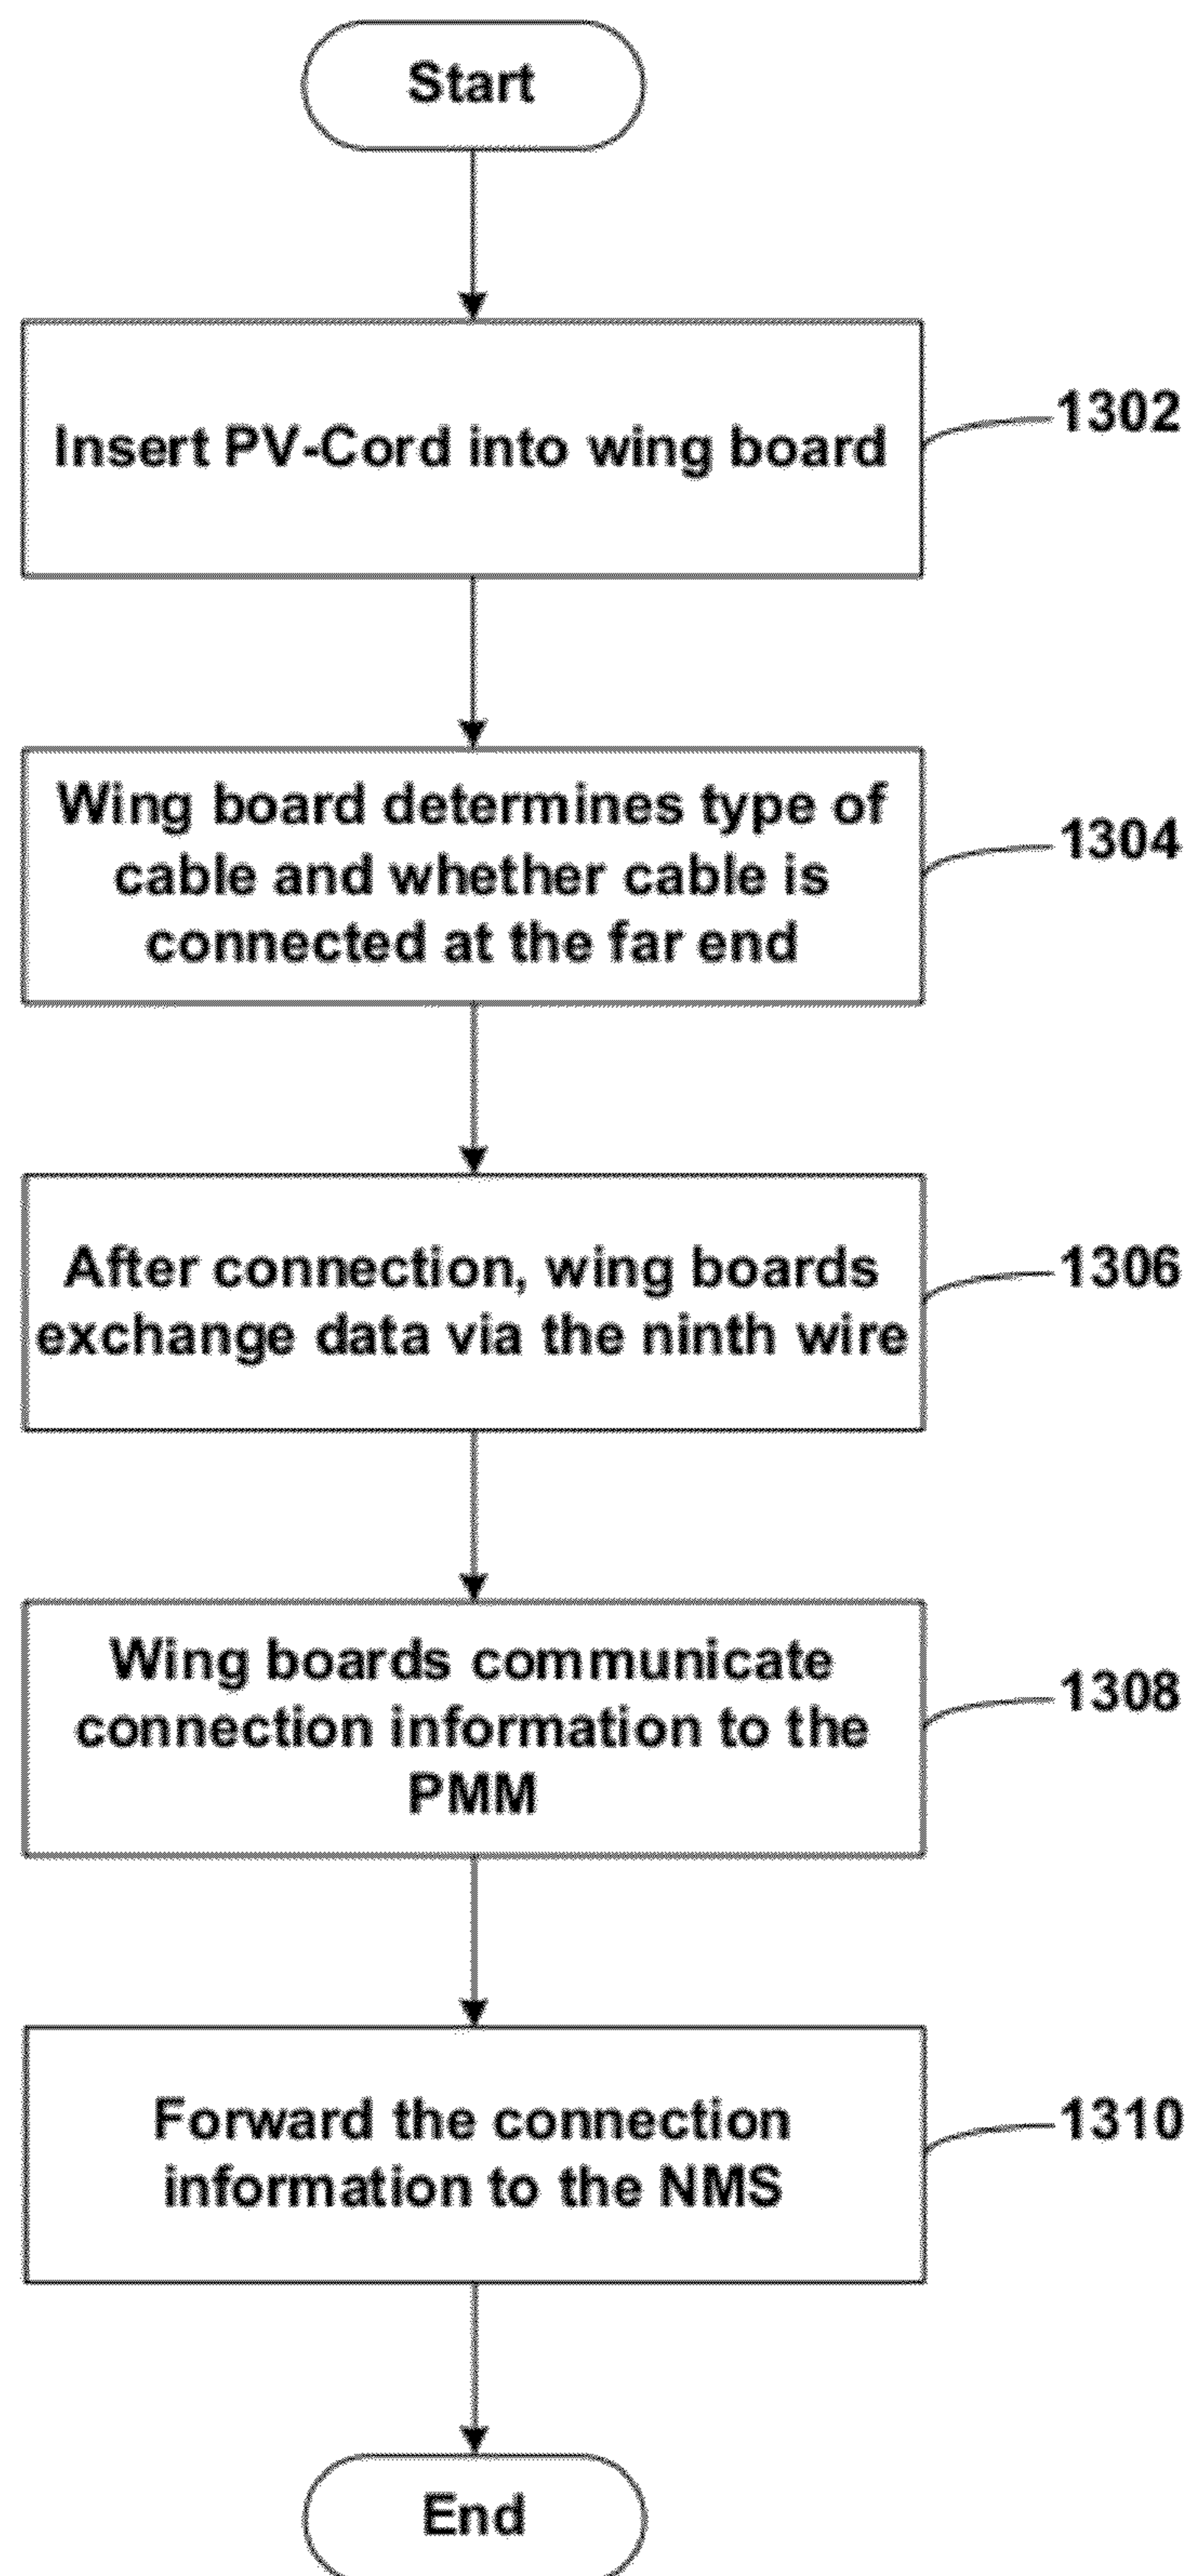 Start
Insert PV-Cord into wing board
1302
Wing board determines type of
cable and whether cable is
connected at the far end
1304
After connection, wing boards
exchange data via the ninth wire
1306
Wing boards communicate
connection information to the
PMM
1308
Forward the connection
information to the NMS
1310
End